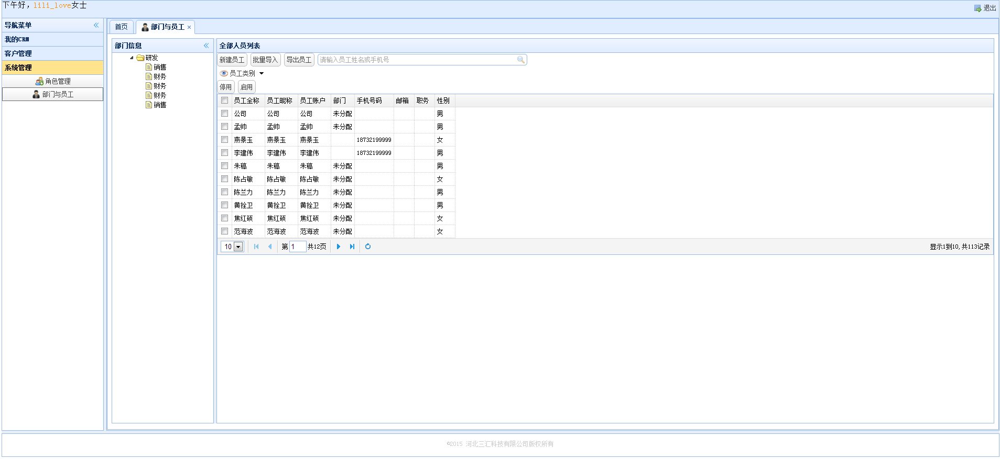 下午好，lili_love女士
退出
导航菜单
我的CRM
客户管理
系统管理
角色管理
部门与员工
首页
部门与员工
部门信息
研发
销售
财务
财务
财务
销售
全部人员列表
新建员工 批量导入 导出员工 请输入员工姓名或手机号
员工类别
停用 启用
员工全称 员工昵称 员工账户 部门 手机号码 邮箱 职务 性别
公司 公司 公司 未分配 男
孟帅 孟帅 孟帅 未分配 男
燕景玉 燕景玉 燕景玉 18732199999 女
李建伟 李建伟 李建伟 18732199999 男
朱稿 朱稿 朱稿 未分配 男
陈占敏 陈占敏 陈占敏 未分配 女
陈兰力 陈兰力 陈兰力 未分配 男
黄拴卫 黄拴卫 黄拴卫 未分配 男
焦红硕 焦红硕 焦红硕 未分配 女
范海波 范海波 范海波 未分配 女
10 第 1 共12页 显示1到10, 共113记录
©2015 河北三汇科技有限公司版权所有